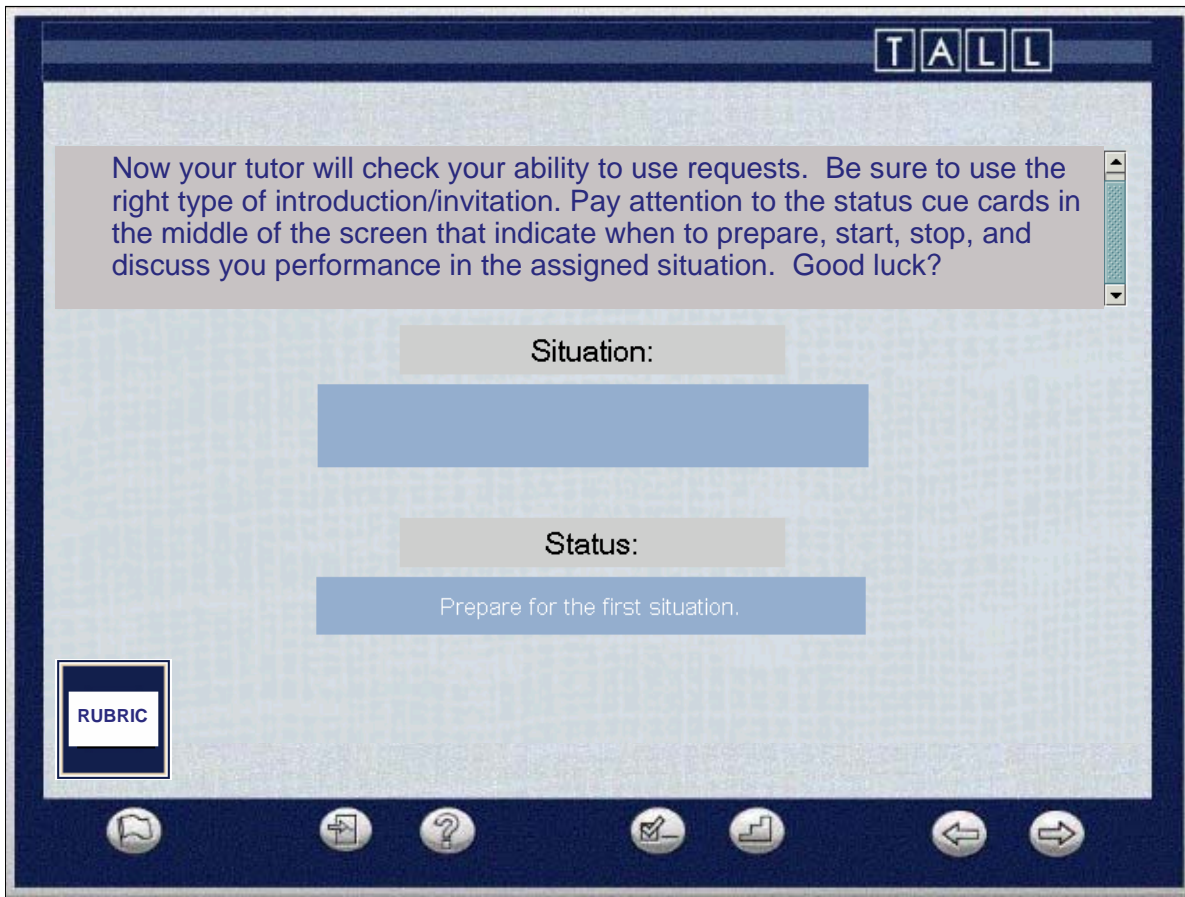 TALL
Now your tutor will check your ability to use requests.  Be sure to use the
right type of introduction/invitation. Pay attention to the status cue cards in
the middle of the screen that indicate when to prepare, start, stop, and
discuss you performance in the assigned situation.  Good luck?
Situation:
Status:
Prepare for the first situation.
RUBRIC